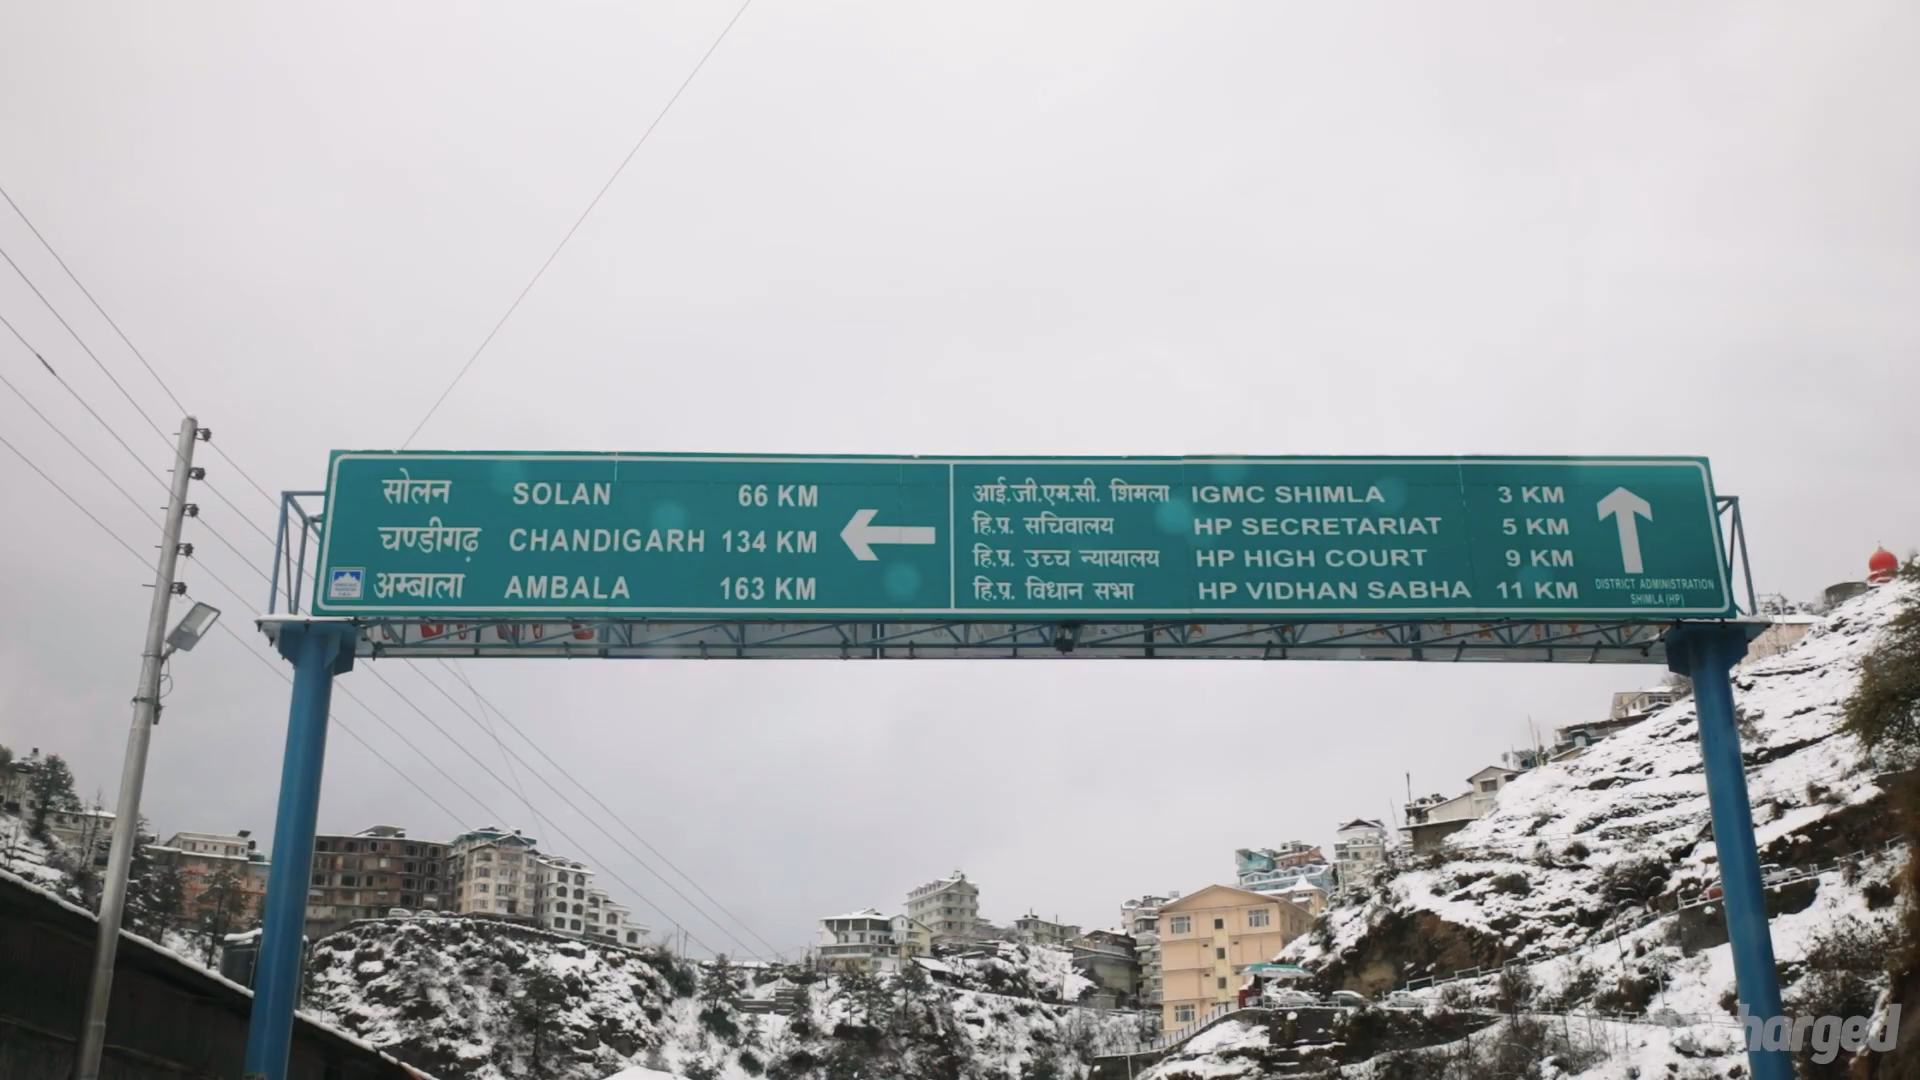 सोलन SOLAN 66 KM
चण्डीगढ़ CHANDIGARH 134 KM
अम्बाला AMBALA 163 KM
आई.जी.एम.सी. शिमला IGMC SHIMLA 3 KM
हि.प्र. सचिवालय HP SECRETARIAT 5 KM
हि.प्र. उच्च न्यायालय HP HIGH COURT 9 KM
हि.प्र. विधान सभा HP VIDHAN SABHA 11 KM
DISTRICT ADMINISTRATION
SHIMLA (HP)